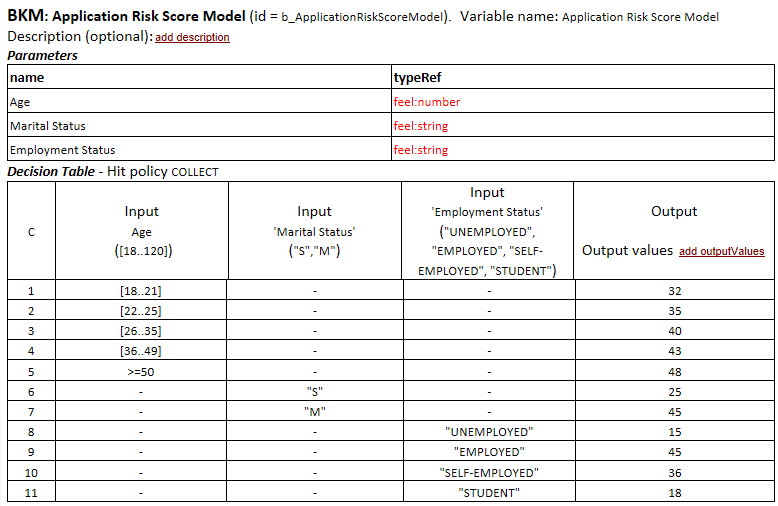 BKM: Application Risk Score Model (id = b_ApplicationRiskScoreModel). Variable name: Application Risk Score Model
Description (optional): add description
Parameters
name typeRef
Age feel:number
Marital Status feel:string
Employment Status feel:string
Decision Table - Hit policy COLLECT
C
Input
Age
([18..120])
Input
'Marital Status'
("S","M")
Input
'Employment Status'
("UNEMPLOYED",
"EMPLOYED", "SELF-
EMPLOYED", "STUDENT")
Output
Output values add outputValues
1 [18..21] - - 32
2 [22..25] - - 35
3 [26..35] - - 40
4 [36..49] - - 43
5 >=50 - - 48
6 - "S" - 25
7 - "M" - 45
8 - - "UNEMPLOYED" 15
9 - - "EMPLOYED" 45
10 - - "SELF-EMPLOYED" 36
11 - - "STUDENT" 18